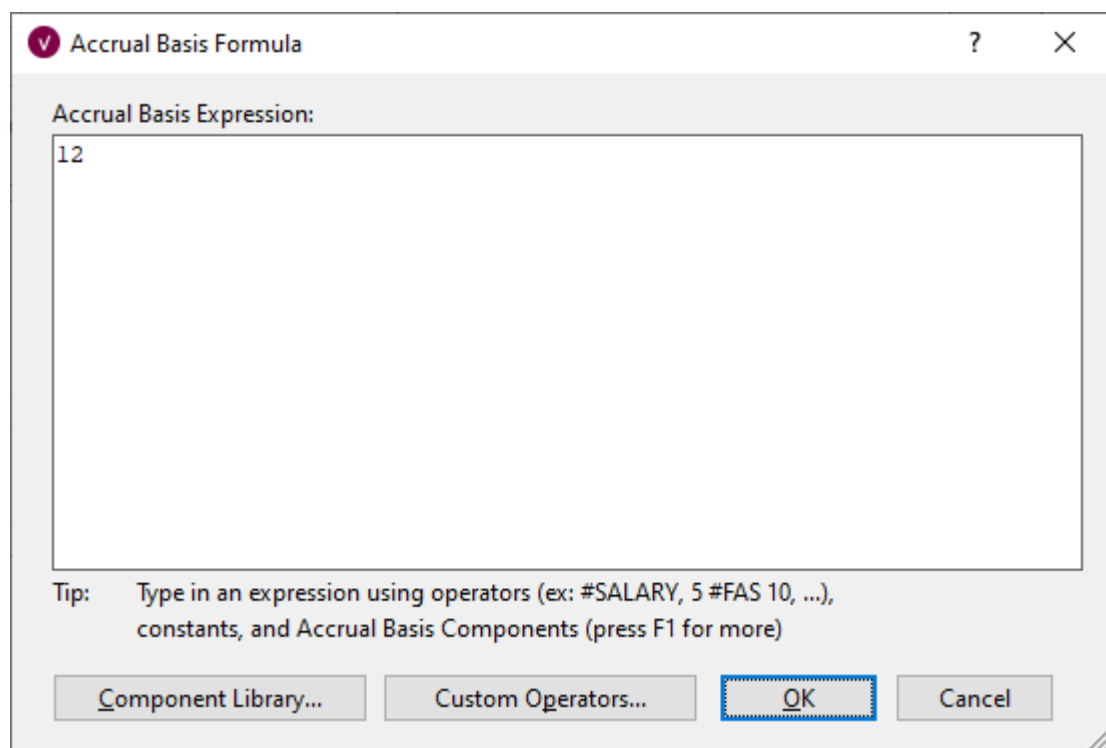 V Accrual Basis Formula ?
Accrual Basis Expression:
12
Tip: Type in an expression using operators (ex: #SALARY, 5 #FAS 10, ...),
constants, and Accrual Basis Components (press F1 for more)
Component Library... Custom Operators... OK Cancel